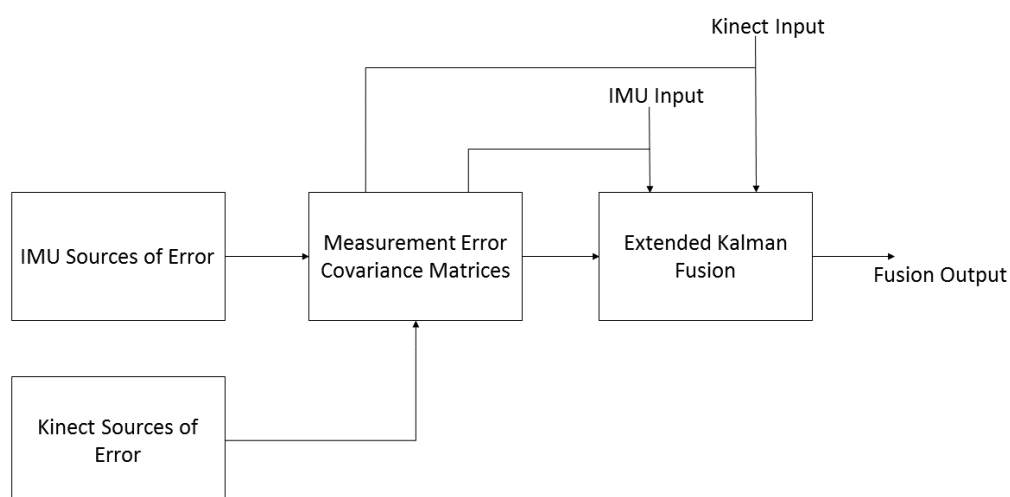 Kinect Input
IMU Input
IMU Sources of Error
Measurement Error
Covariance Matrices
Extended Kalman
Fusion
Fusion Output
Kinect Sources of
Error